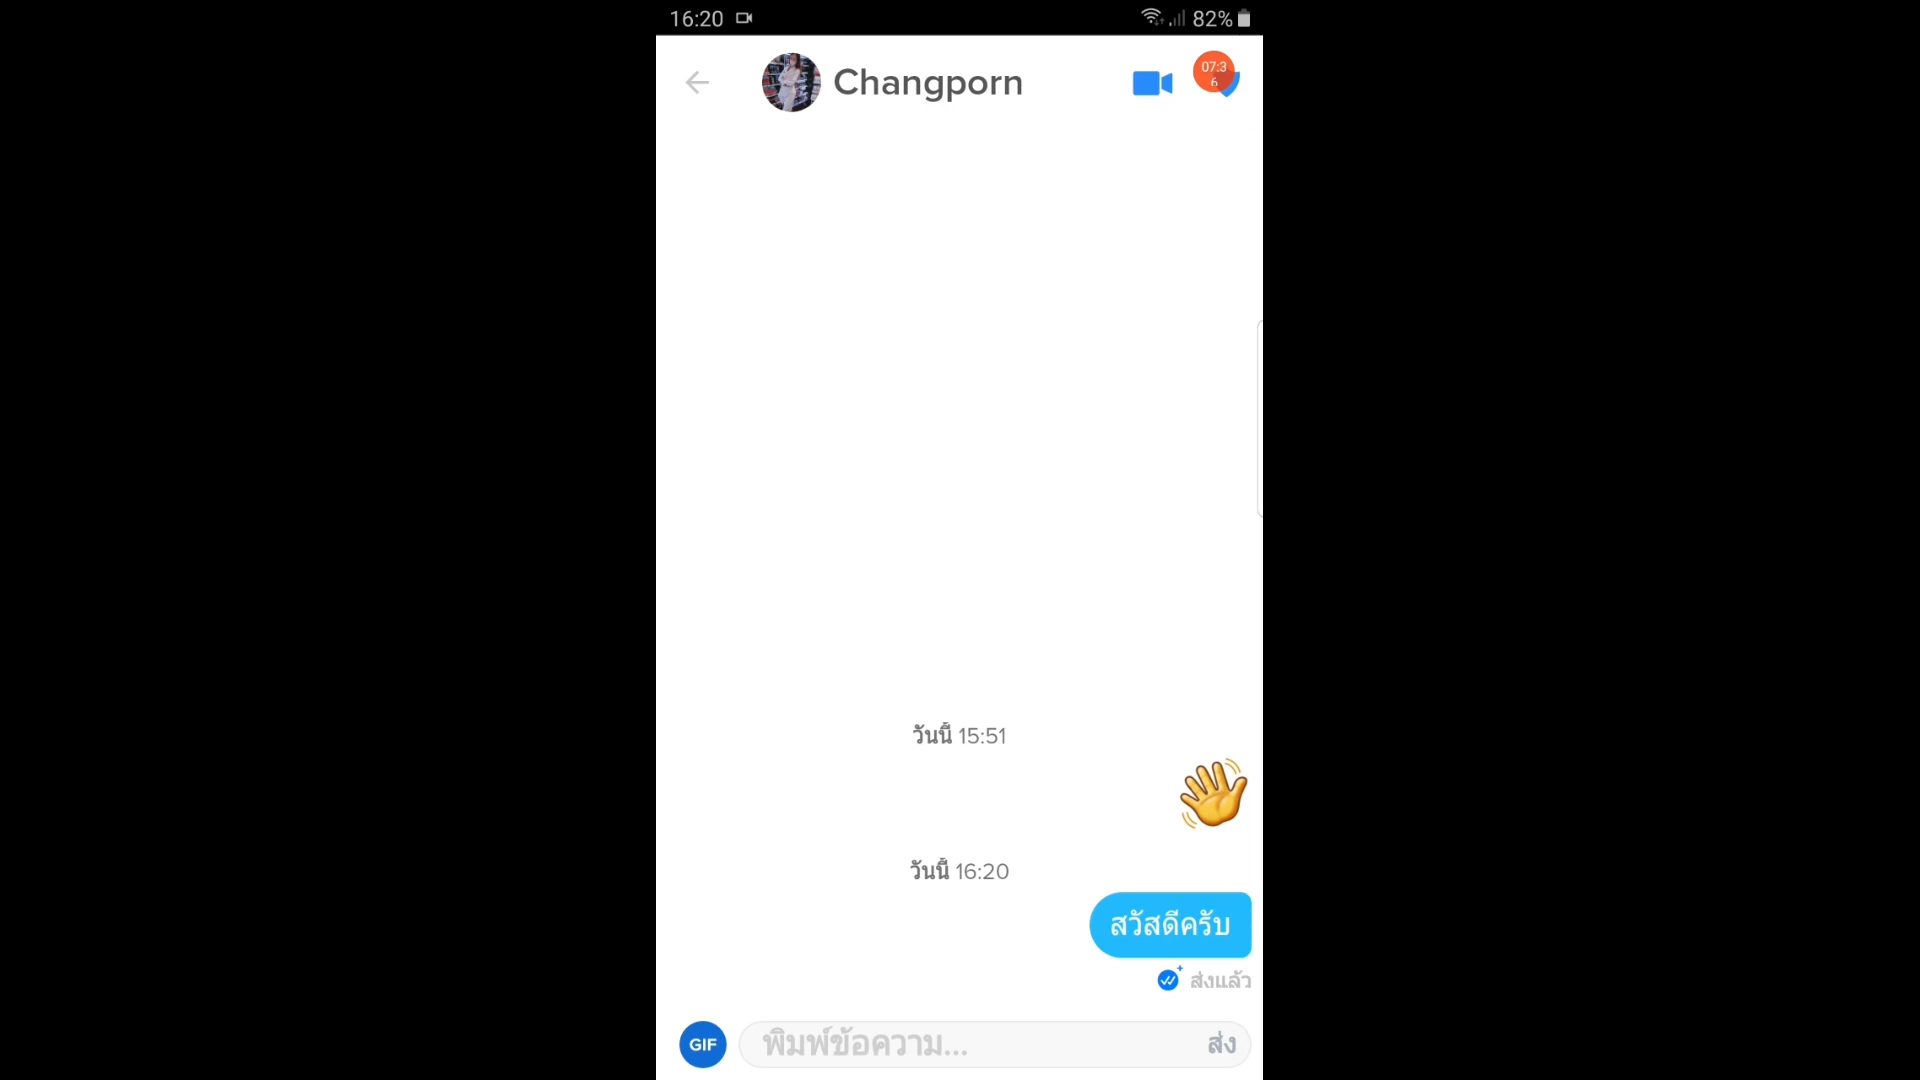 16:20 82%
Changporn
07:3
6
วันนี้ 15:51
วันนี้ 16:20
สวัสดีครับ
ส่งแล้ว
GIF พิมพ์ข้อความ... ส่ง